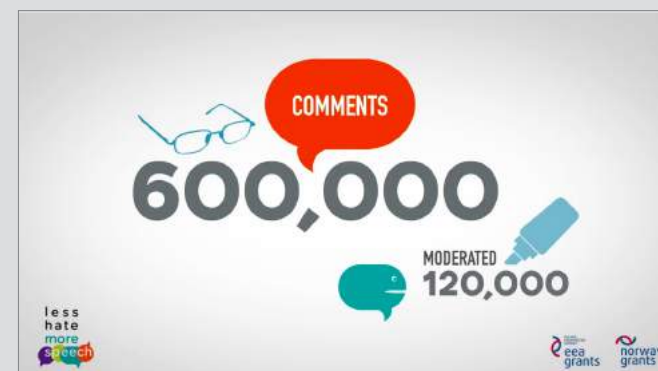 COMMENTS
600,000
MODERATED
120,000
less
hate
more
speech
eea
grants
norway
grants